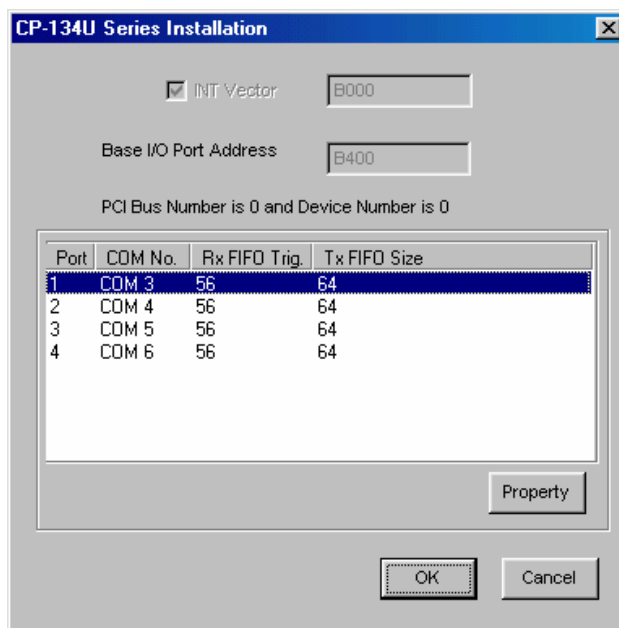 CP-134U Series Installation
INT Vector B000
Base I/O Port Address B400
PCI Bus Number is 0 and Device Number is 0
Port COM No. Rx FIFO Trig. Tx FIFO Size
1 COM 3 56 64
2 COM 4 56 64
3 COM 5 56 64
4 COM 6 56 64
Property
OK Cancel